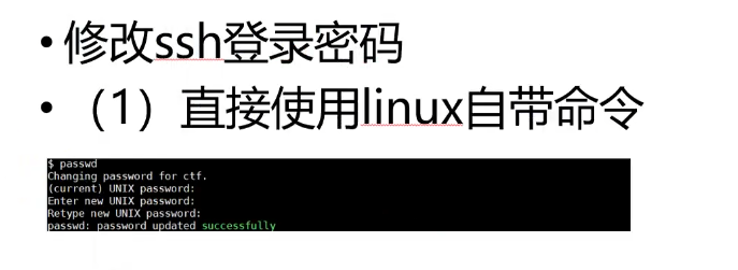 • 修改ssh登录密码
• （1）直接使用linux自带命令
$ passwd
Changing password for ctf.
(current) UNIX password:
Enter new UNIX password:
Retype new UNIX password:
passwd: password updated successfully